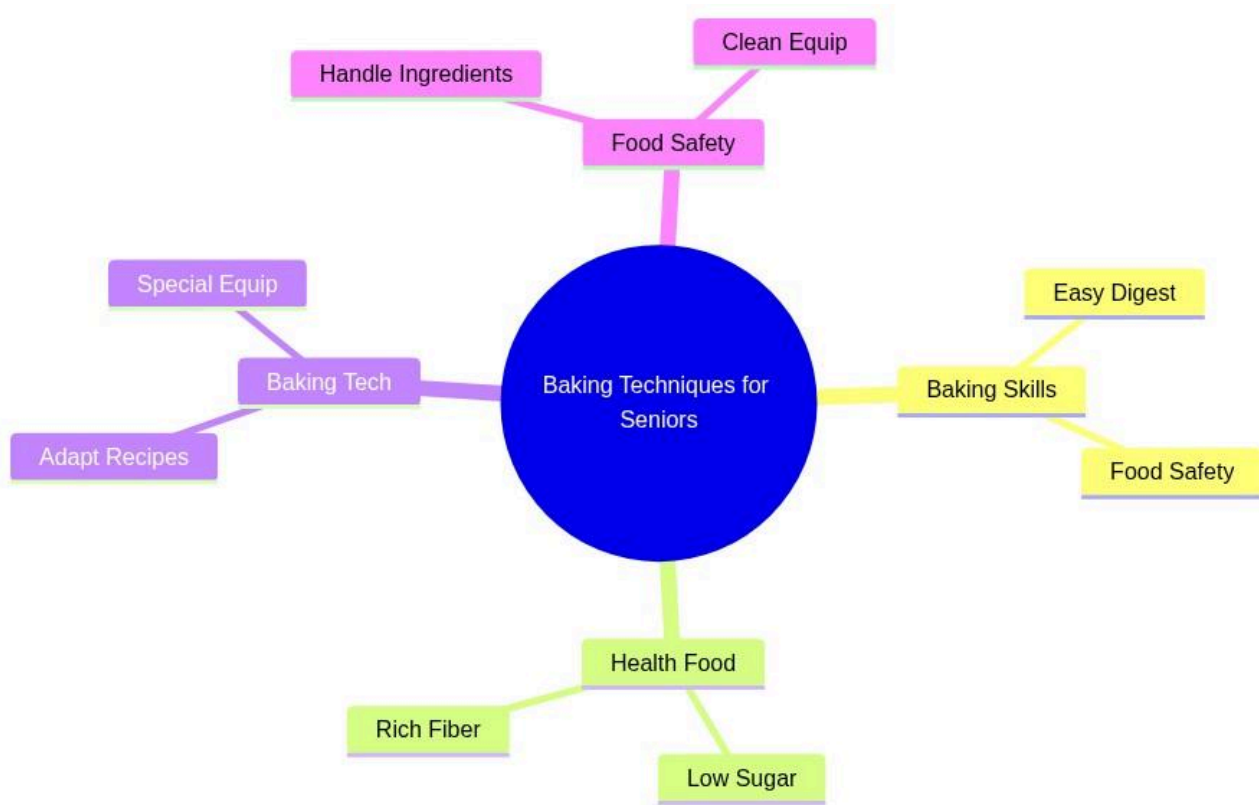 Clean Equip
Handle Ingredients
Food Safety
Special Equip
Easy Digest
Baking Tech
Baking Techniques for
Seniors
Baking Skills
Adapt Recipes
Food Safety
Health Food
Rich Fiber
Low Sugar